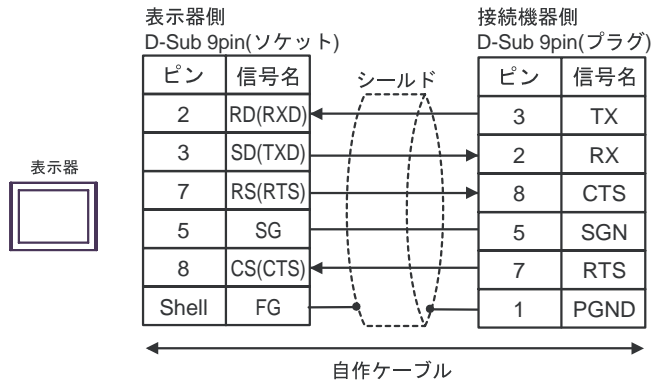 表示器側
D-Sub 9pin(ソケット)
接続機器側
D-Sub 9pin(プラグ)
ピン 信号名 シールド ピン 信号名
2 RD(RXD) 3 TX
3 SD(TXD) 2 RX
7 RS(RTS) 8 CTS
5 SG 5 SGN
8 CS(CTS) 7 RTS
Shell FG 1 PGND
表示器
自作ケーブル